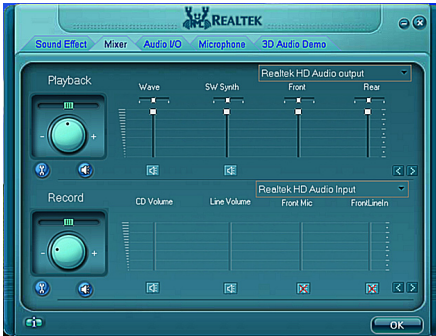 REALTEK
Sound Effect Mixer Audio I/O Microphone 3D Audio Demo
Playback
Realtek HD Audio output
Wave SW Synth Front Rear
- +
Record
Realtek HD Audio Input
CD Volume Line Volume Front Mic FrontLineIn
- +
OK